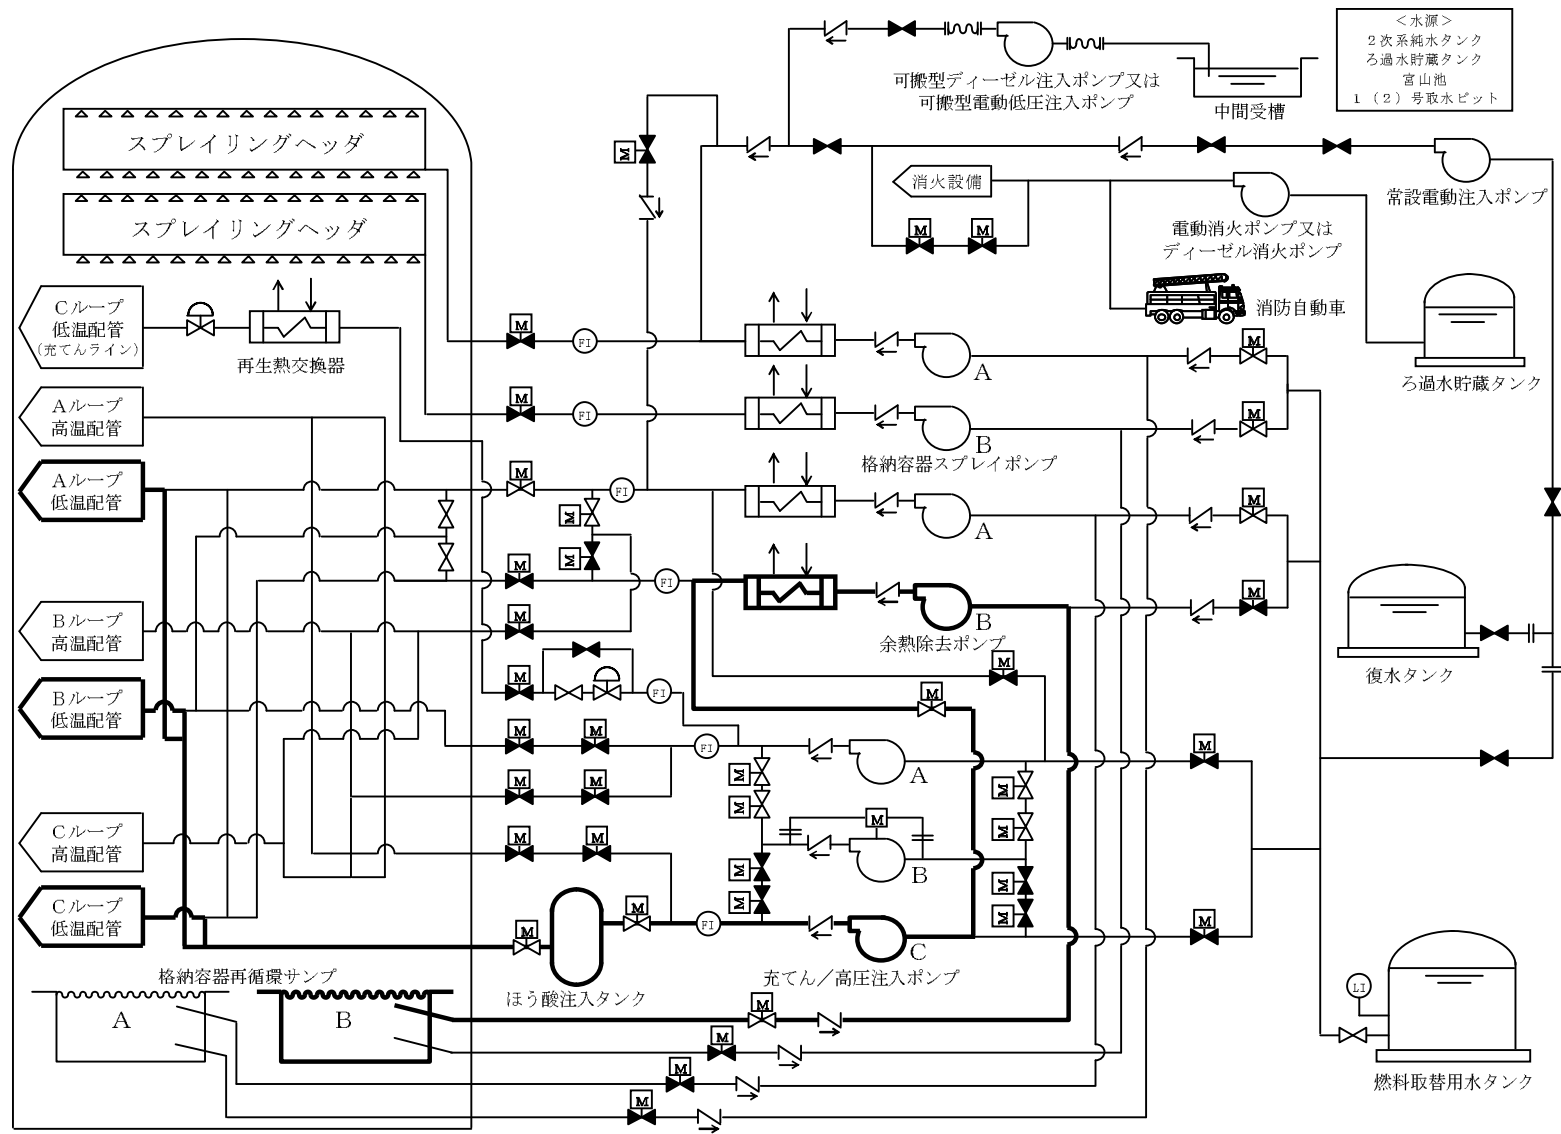 <水源>
2次系純水タンク
ろ過水貯蔵タンク
宮山池
1(2)号取水ピット
可搬型ディーゼル注入ポンプ又は
可搬型電動低圧注入ポンプ
中間受槽
スプレイリングヘッダ
スプレイリングヘッダ
消火設備
常設電動注入ポンプ
電動消火ポンプ又は
ディーゼル消火ポンプ
消防自動車
Cループ
低温配管
(充てんライン)
再生熱交換器
ろ過水貯蔵タンク
Aループ
高温配管
Aループ
低温配管
M
M
M
M
M
FI
A
M
M
FI
B
格納容器スプレイポンプ
M
M
FI
A
M
M
M
M
FI
B
余熱除去ポンプ
M
Bループ
高温配管
M
M
復水タンク
Bループ
低温配管
M
FI
M
M
M
FI
A
M
M
M
M
M
M
M
M
B
M
Cループ
高温配管
M
M
M
M
M
M
Cループ
低温配管
M
M
FI
C
M
充てん/高圧注入ポンプ
ほう酸注入タンク
格納容器再循環サンプ
A
B
M
M
M
M
LI
燃料取替用水タンク